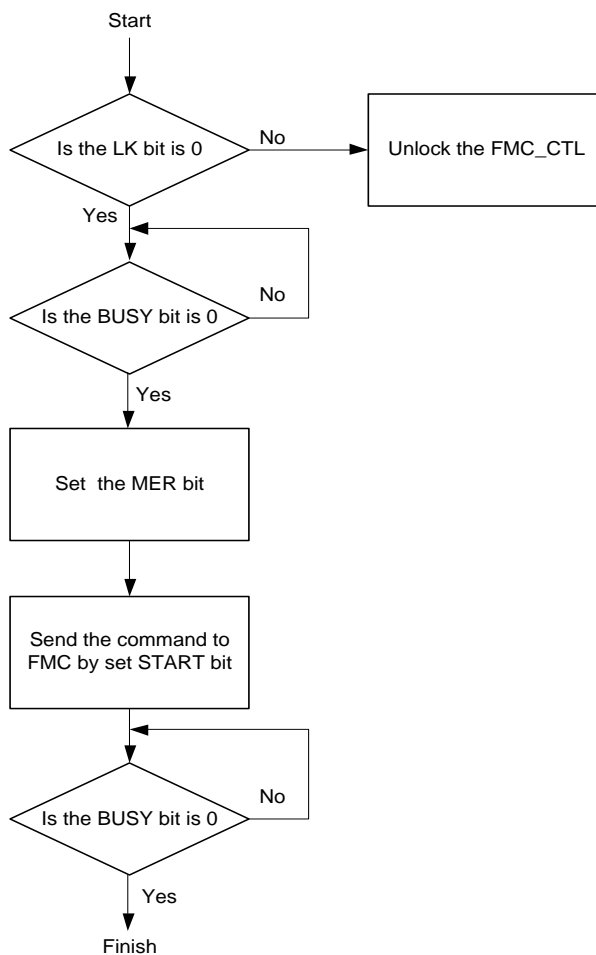 Start
Is the LK bit is 0
No
Unlock the FMC_CTL
Yes
No
Is the BUSY bit is 0
Yes
Set the MER bit
Send the command to
FMC by set START bit
No
Is the BUSY bit is 0
Yes
Finish